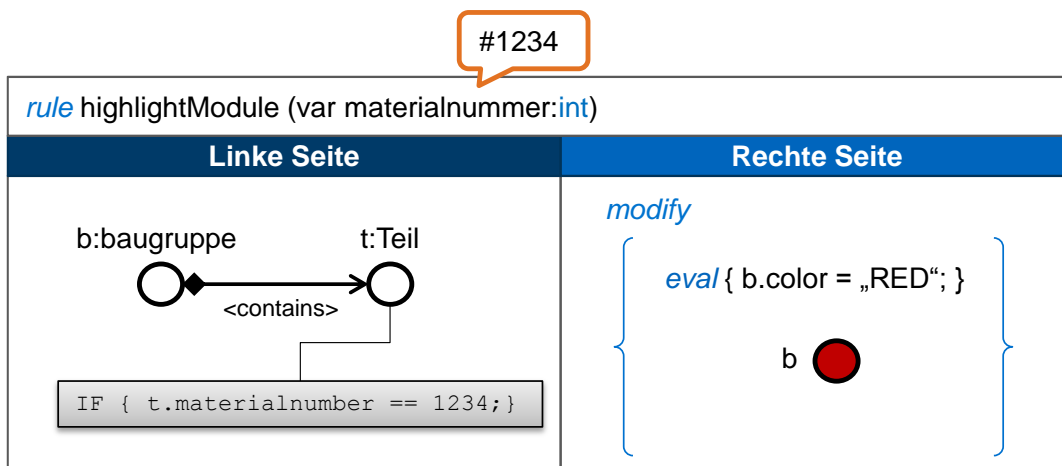 #1234
rule highlightModule (var materialnummer:int)
Linke Seite
Rechte Seite
b:baugruppe
t:Teil
<contains>
IF { t.materialnumber == 1234;}
modify
eval { b.color = „RED“; }
b